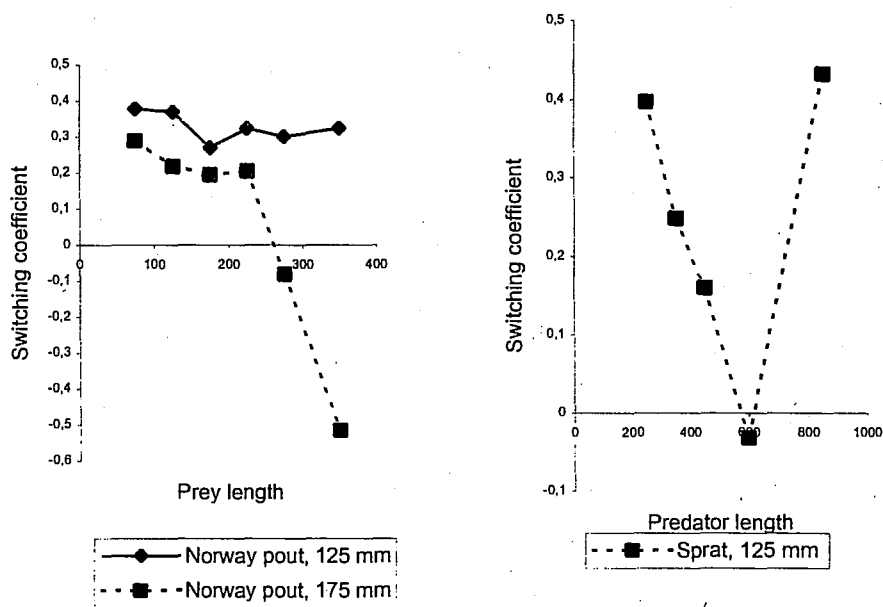 0,5
0,4
0,3
0,2
0,1
0
-0,1
-0,2
-0,3
-0,4
-0,5
-0,6
0 100 200 300 400
Switching coefficient
Prey length
Norway pout, 125 mm
Norway pout, 175 mm
0,5
0,4
0,3
0,2
0,1
0
-0,1
0 200 400 600 800 1000
Switching coefficient
Predator length
Sprat, 125 mm